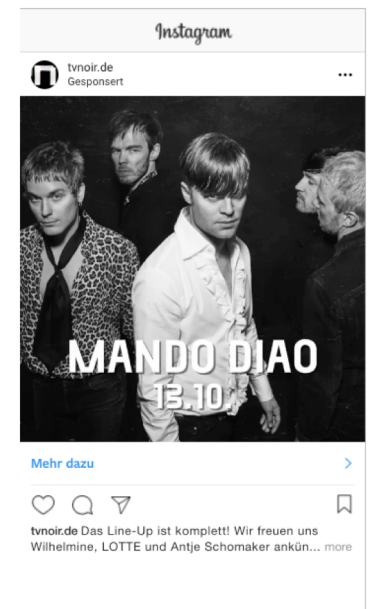 Instagram
tvnoir.de
Gesponsert
MANDO DIAO
13.10.
Mehr dazu
tvnoir.de Das Line-Up ist komplett! Wir freuen uns
Wilhelmine, LOTTE und Antje Schomaker ankün... more